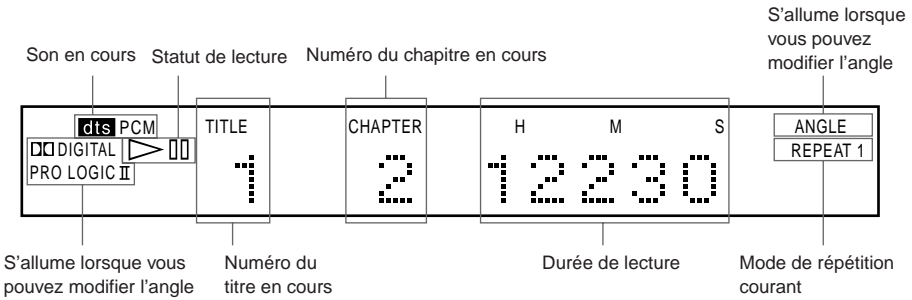 S'allume lorsque
vous pouvez
modifier l'angle
Son en cours
Statut de lecture
Numéro du chapitre en cours
dts PCM
DIGITAL
PRO LOGIC II
TITLE
1
CHAPTER
2
H M S
12230
ANGLE
REPEAT 1
S'allume lorsque vous
pouvez modifier l'angle
Numéro du
titre en cours
Durée de lecture
Mode de répétition
courant